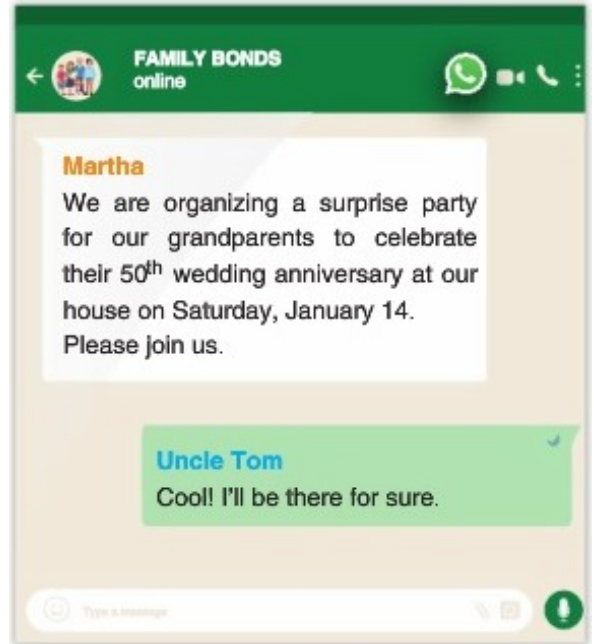 FAMILY BONDS
online
Martha
We are organizing a surprise party
for our grandparents to celebrate
their 50th wedding anniversary at our
house on Saturday, January 14.
Please join us.
Uncle Tom
Cool! I'll be there for sure.
Type a message